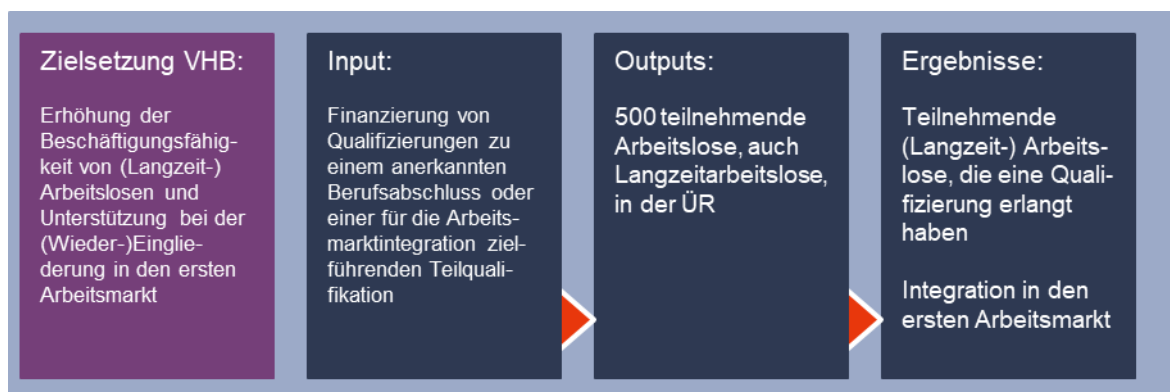 Zielsetzung VHB:
Erhöhung der
Beschäftigungsfähig-
keit von (Langzeit-)
Arbeitslosen und
Unterstützung bei der
(Wieder-)Einglie-
derung in den ersten
Arbeitsmarkt
Input:
Finanzierung von
Qualifizierungen zu
einem anerkannten
Berufsabschluss oder
einer für die Arbeits-
marktintegration ziel-
führenden Teilquali-
fikation
Outputs:
500 teilnehmende
Arbeitslose, auch
Langzeitarbeitslose,
in der ÜR
Ergebnisse:
Teilnehmende
(Langzeit-) Arbeits-
lose, die eine Quali-
fizierung erlangt
haben
Integration in den
ersten Arbeitsmarkt